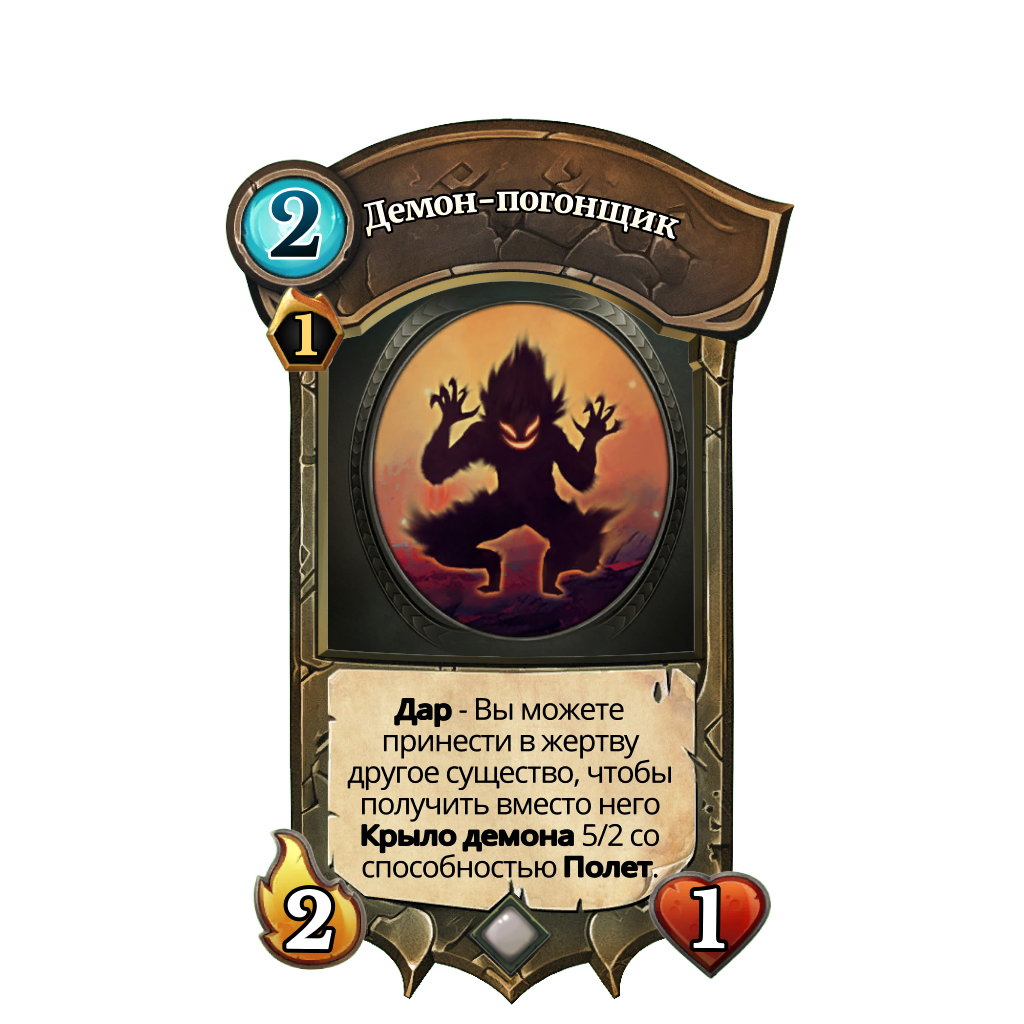 2
Демон-погонщик
1
Дар - Вы можете
принести в жертву
другое существо, чтобы
получить вместо него
Крыло демона 5/2 со
способностью Полет.
2
1